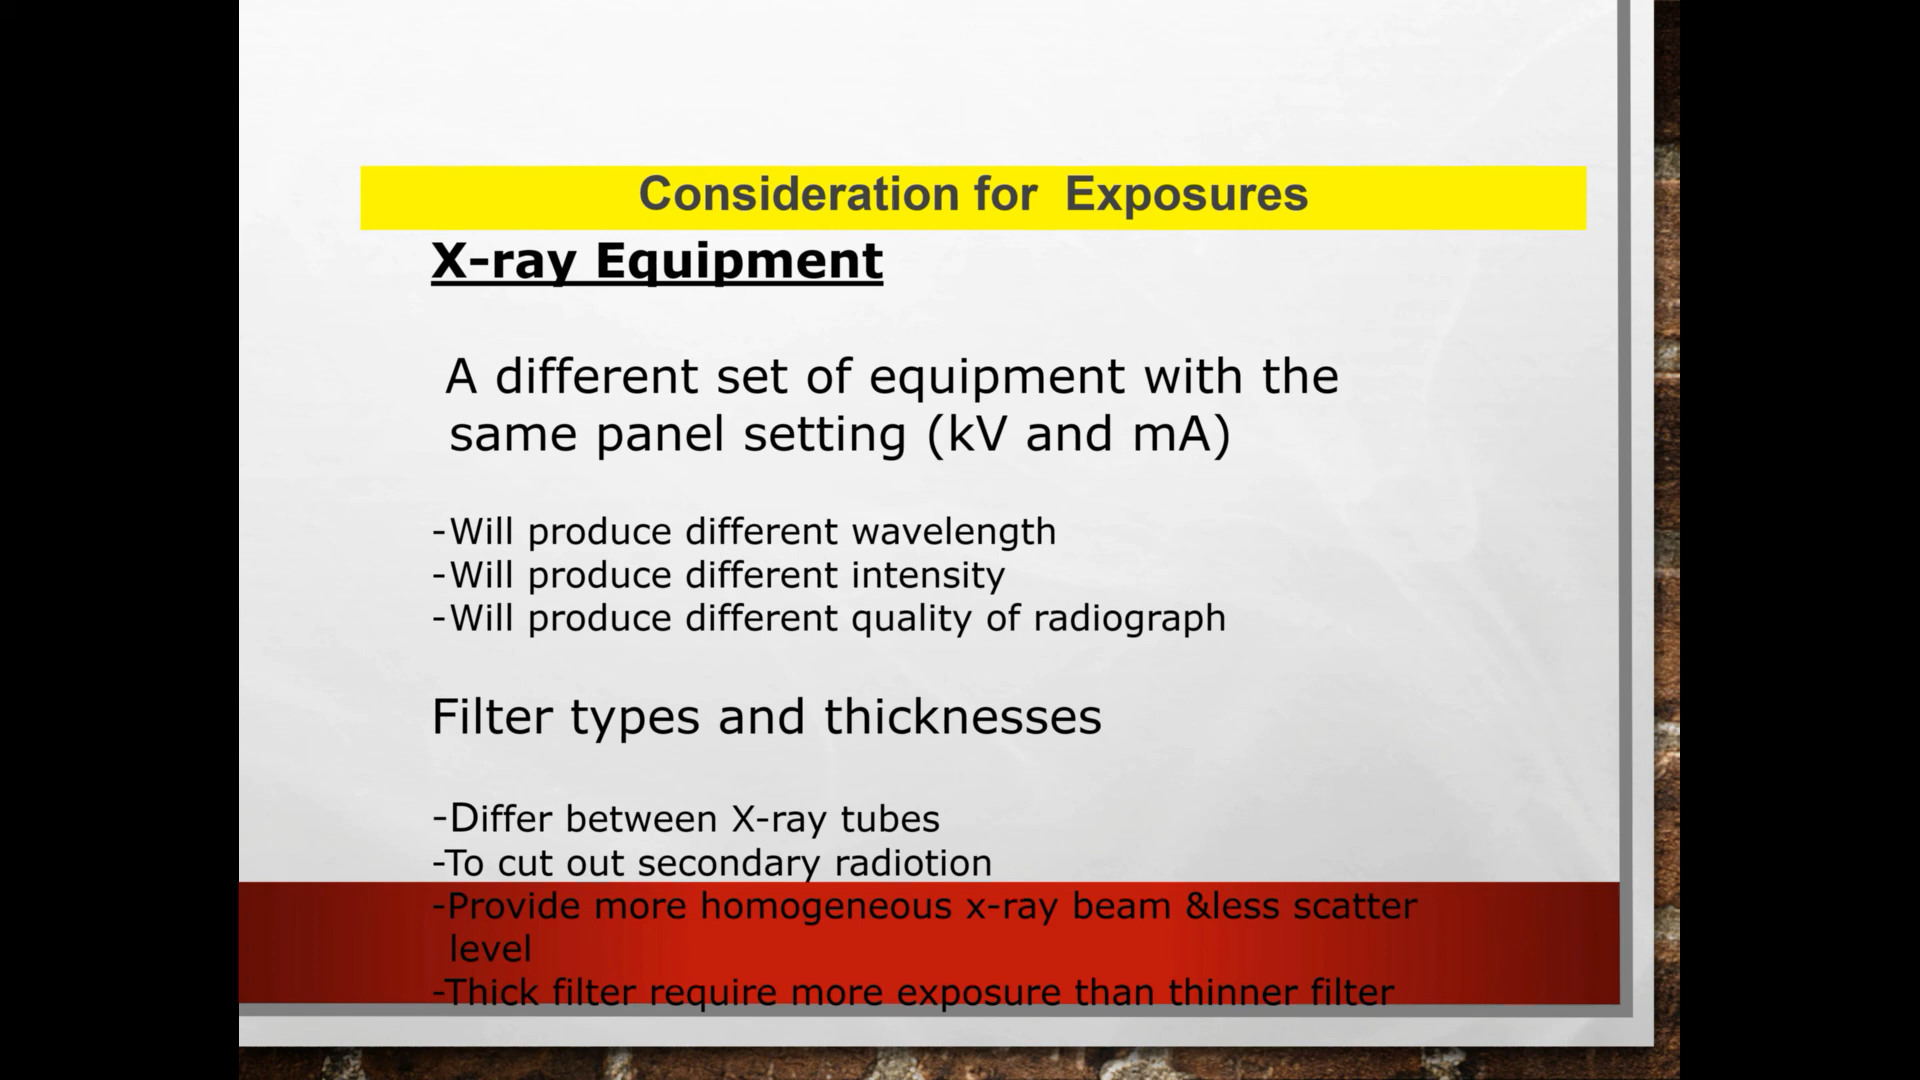 Consideration for  Exposures
X-ray Equipment
A different set of equipment with the
same panel setting (kV and mA)
-Will produce different wavelength
-Will produce different intensity
-Will produce different quality of radiograph
Filter types and thicknesses
-Differ between X-ray tubes
-To cut out secondary radiotion
-Provide more homogeneous x-ray beam &less scatter
level
-Thick filter require more exposure than thinner filter